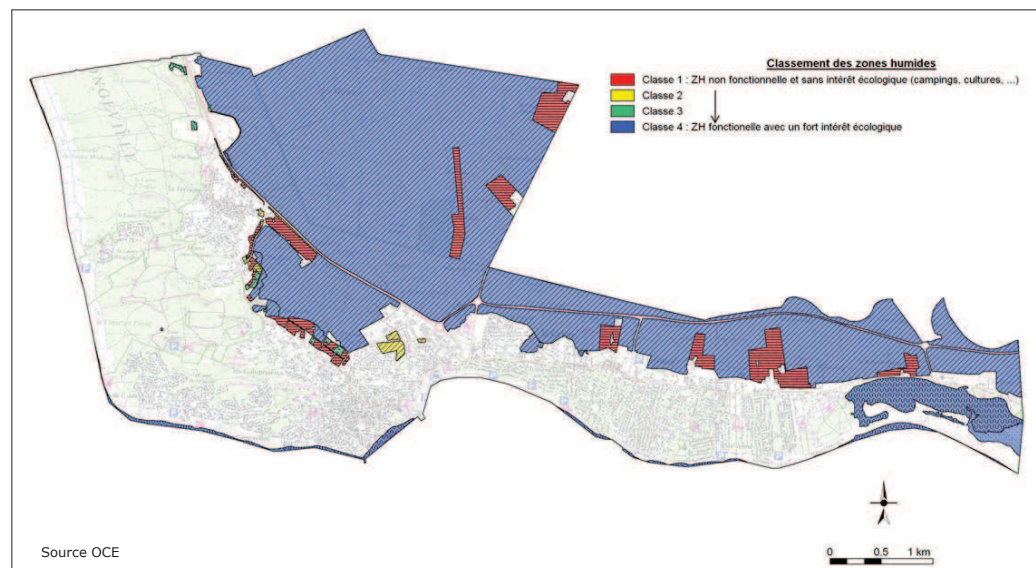 Classement des zones humides
Classe 1 : ZH non fonctionnelle et sans intérêt écologique (campings, cultures, ...)
Classe 2
Classe 3
Classe 4 : ZH fonctionelle avec un fort intérêt écologique
Source OCE
0 0.5 1 km